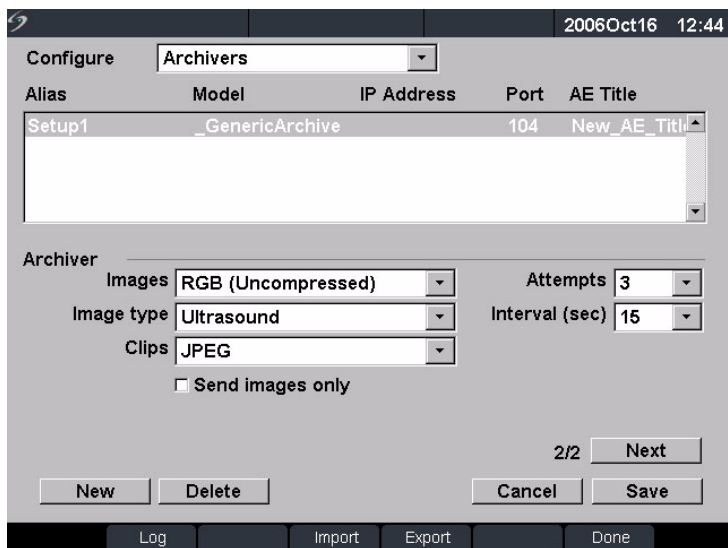 2006Oct16 12:44
Configure Archivers
Alias Model IP Address Port AE Title
Setup1 _GenericArchive 104 New_AE_Title
Archiver
Images RGB (Uncompressed) Attempts 3
Image type Ultrasound Interval (sec) 15
Clips JPEG
Send images only
2/2 Next
New Delete Cancel Save
Log Import Export Done